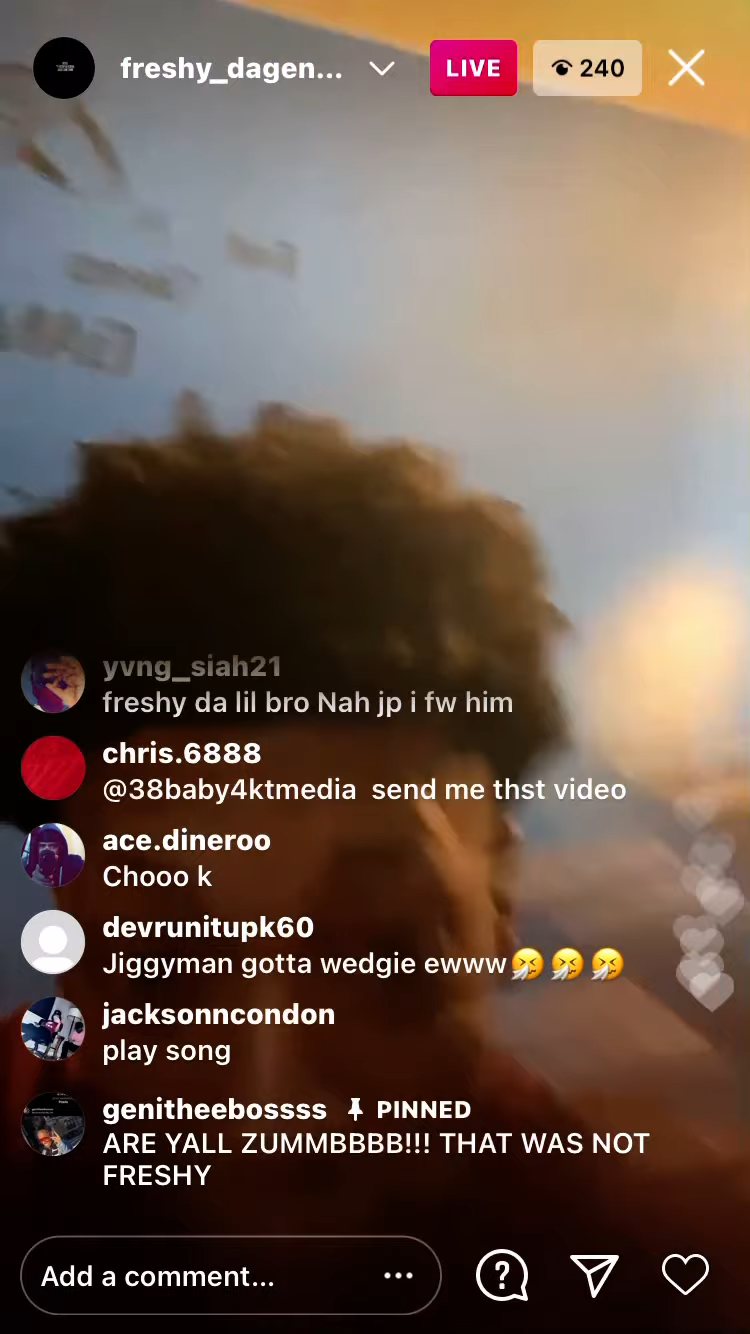 freshy_dagen...
LIVE
240
yvng_siah21
freshy da lil bro Nah jp i fw him
chris.6888
@38baby4ktmedia send me thst video
ace.dineroo
Chooo k
devrunitupk60
Jiggyman gotta wedgie ewww🤧🤧🤧
jacksonncondon
play song
genitheebossss PINNED
ARE YALL ZUMMBBBB!!! THAT WAS NOT
FRESHY
Add a comment...